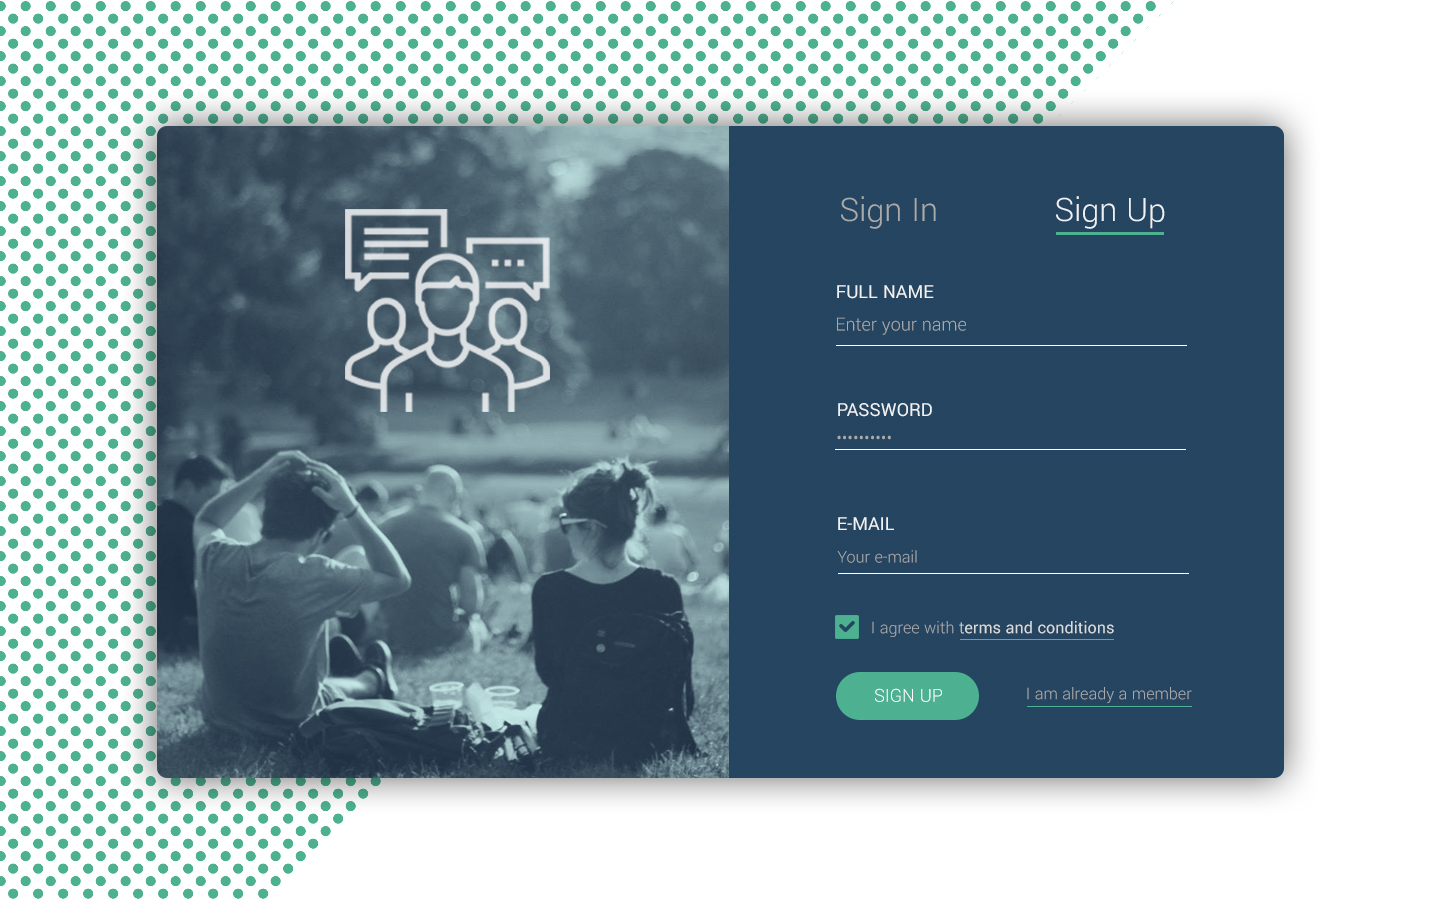 Sign In
Sign Up
FULL NAME
Enter your name
PASSWORD
••••••••••
E-MAIL
Your e-mail
I agree with terms and conditions
SIGN UP
I am already a member